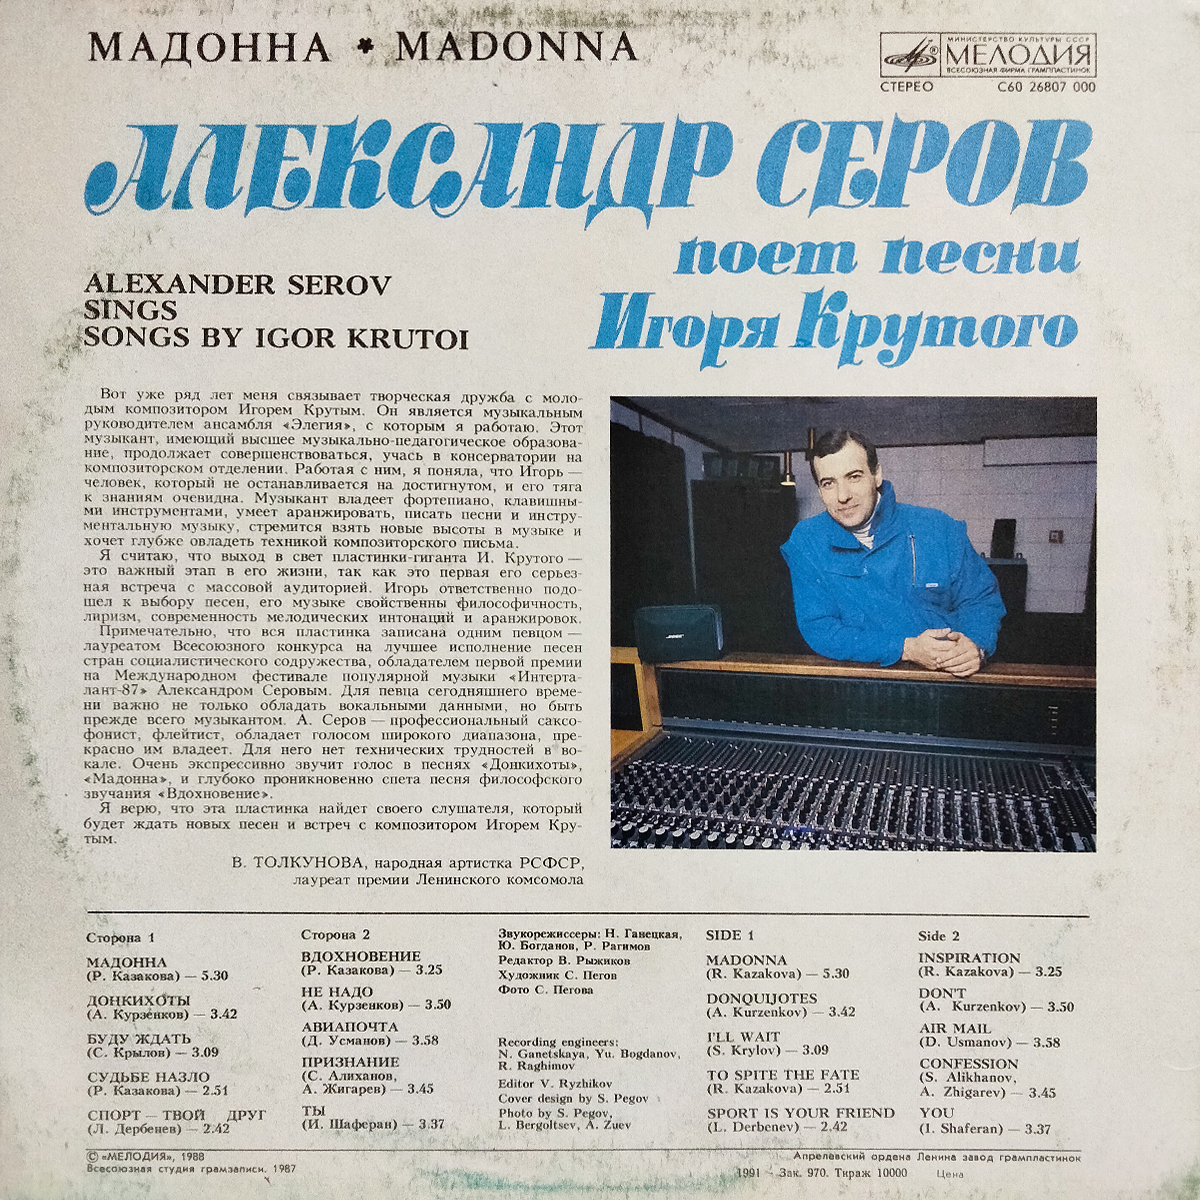 МАДОННА * MADONNA
МИНИСТЕРСТВО КУЛЬТУРЫ СССР
МЕЛОДИЯ
ВСЕСОЮЗНАЯ ФИРМА ГРАМПЛАСТИНОК
СТЕРЕО С60 26807 000
АЛЕКСАНДР СЕРОВ
поет песни
Игоря Крутого
ALEXANDER SEROV
SINGS
SONGS BY IGOR KRUTOI
Вот уже ряд лет меня связывает творческая дружба с моло-
дым композитором Игорем Крутым. Он является музыкальным
руководителем ансамбля «Элегия», с которым я работаю. Этот
музыкант, имеющий высшее музыкально-педагогическое образова-
ние, продолжает совершенствоваться, учась в консерватории на
композиторском отделении. Работая с ним, я поняла, что Игорь —
человек, который не останавливается на достигнутом, и его тяга
к знаниям очевидна. Музыкант владеет фортепиано, клавишны-
ми инструментами, умеет аранжировать, писать песни и инстру-
ментальную музыку, стремится взять новые высоты в музыке и
хочет глубже овладеть техникой композиторского письма.
Я считаю, что выход в свет пластинки-гиганта И. Крутого —
это важный этап в его жизни, так как это первая его серьез-
ная встреча с массовой аудиторией. Игорь ответственно подо-
шел к выбору песен, его музыке свойственны философичность,
лиризм, современность мелодических интонаций и аранжировок.
Примечательно, что вся пластинка записана одним певцом —
лауреатом Всесоюзного конкурса на лучшее исполнение песен
стран социалистического содружества, обладателем первой премии
на Международном фестивале популярной музыки «Интерта-
лант-87» Александром Серовым. Для певца сегодняшнего време-
ни важно не только обладать вокальными данными, но быть
прежде всего музыкантом. А. Серов — профессиональный саксо-
фонист, флейтист, обладает голосом широкого диапазона, пре-
красно им владеет. Для него нет технических трудностей в во-
кале. Очень экспрессивно звучит голос в песнях «Донкихоты»,
«Мадонна», и глубоко проникновенно спета песня философского
звучания «Вдохновение».
Я верю, что эта пластинка найдет своего слушателя, который
будет ждать новых песен и встреч с композитором Игорем Кру-
тым.
В. ТОЛКУНОВА, народная артистка РСФСР,
лауреат премии Ленинского комсомола
BOSE
Сторона 1
МАДОННА
(Р. Казакова) — 5.30
ДОНКИХОТЫ
(А. Курзенков) — 3.42
БУДУ ЖДАТЬ
(С. Крылов) — 3.09
СУДЬБЕ НАЗЛО
(Р. Казакова) — 2.51
СПОРТ — ТВОЙ ДРУГ
(Л. Дербенев) — 2.42
Сторона 2
ВДОХНОВЕНИЕ
(Р. Казакова) — 3.25
НЕ НАДО
(А. Курзенков) — 3.50
АВИАПОЧТА
(Д. Усманов) — 3.58
ПРИЗНАНИЕ
(С. Алиханов,
А. Жигарев) — 3.45
ТЫ
(И. Шаферан) — 3.37
Звукорежиссеры: Н. Ганецкая,
Ю. Богданов, Р. Рагимов
Редактор В. Рыжиков
Художник С. Пегов
Фото С. Пегова
Recording engineers:
N. Ganetskaya, Yu. Bogdanov,
R. Raghimov
Editor V. Ryzhikov
Cover design by S. Pegov
Photo by S. Pegov,
L. Bergoltsev, A. Zuev
SIDE 1
MADONNA
(R. Kazakova) — 5.30
DONQUIJOTES
(A. Kurzenkov) — 3.42
I'LL WAIT
(S. Krylov) — 3.09
TO SPITE THE FATE
(R. Kazakova) — 2.51
SPORT IS YOUR FRIEND
(L. Derbenev) — 2.42
Side 2
INSPIRATION
(R. Kazakova) — 3.25
DON'T
(A. Kurzenkov) — 3.50
AIR MAIL
(D. Usmanov) — 3.58
CONFESSION
(S. Alikhanov,
A. Zhigarev) — 3.45
YOU
(I. Shaferan) — 3.37
© «МЕЛОДИЯ», 1988
Всесоюзная студия грамзаписи. 1987
Апрелевский ордена Ленина завод грампластинок
1991 — Зак. 970. Тираж 10000 Цена